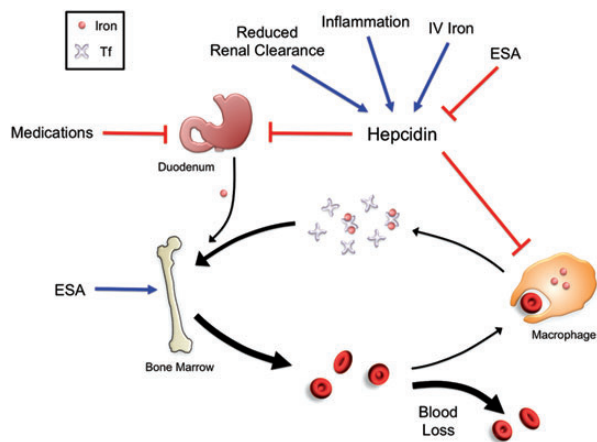 Iron
Tf
Reduced
Renal Clearance
Inflammation
IV Iron
ESA
Medications
Hepcidin
Duodenum
ESA
Bone Marrow
Macrophage
Blood
Loss